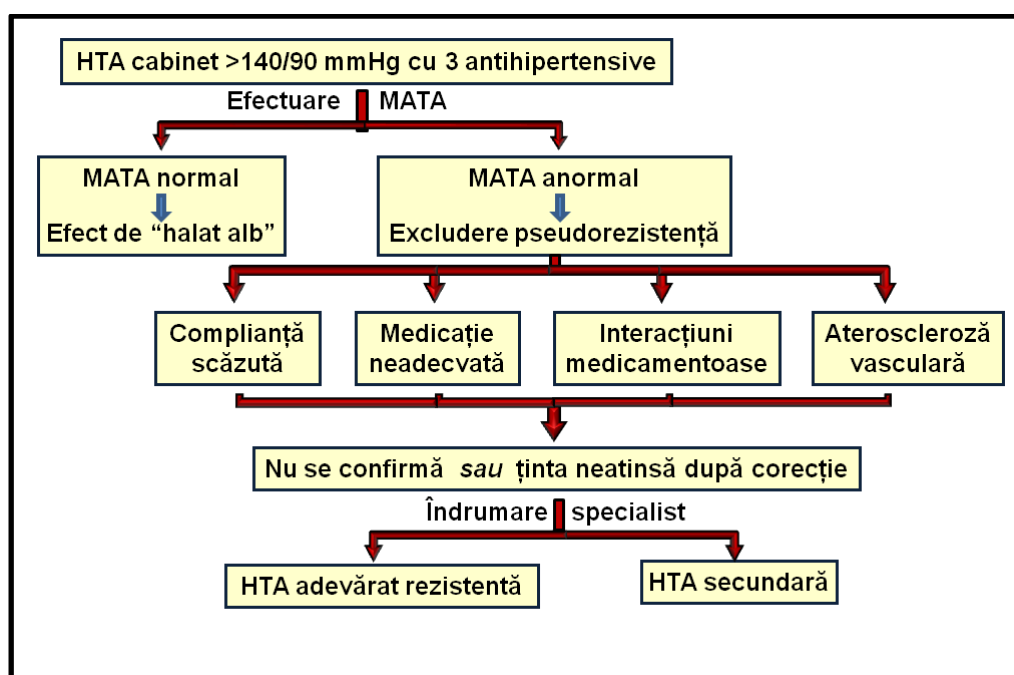 HTA cabinet >140/90 mmHg cu 3 antihipertensive
Efectuare MATA
MATA normal
Efect de “halat alb”
MATA anormal
Excludere pseudorezistență
Complianță
scăzută
Medicație
neadecvată
Interacțiuni
medicamentoase
Ateroscleroză
vasculară
Nu se confirmă sau ținta neatinsă după corecție
Îndrumare specialist
HTA adevărat rezistentă
HTA secundară